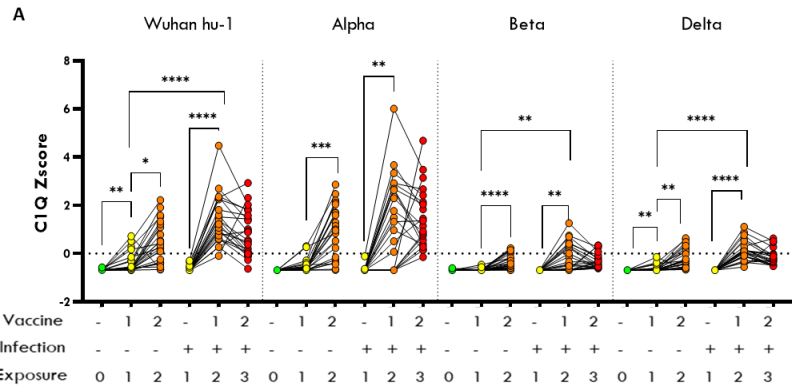 A
Wuhan hu-1 Alpha Beta Delta
C1Q Zscore
8
6
4
2
0
-2
** * **** ****
*** **
**** ** **
** ** **** ****
Vaccine - 1 2 - 1 2 - 1 2 - 1 2 - 1 2 - 1 2 - 1 2 - 1 2
Infection - - - + + + - - - + + + - - - + + + - - - + + +
Exposure 0 1 2 1 2 3 0 1 2 1 2 3 0 1 2 1 2 3 0 1 2 1 2 3